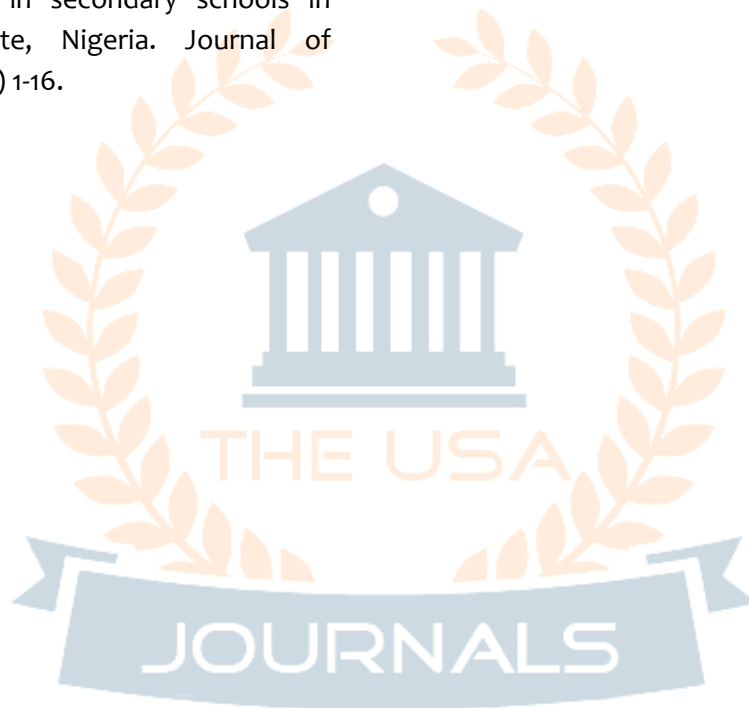 in secondary schools in
te, Nigeria. Journal of
) 1-16.
THE USA
JOURNALS